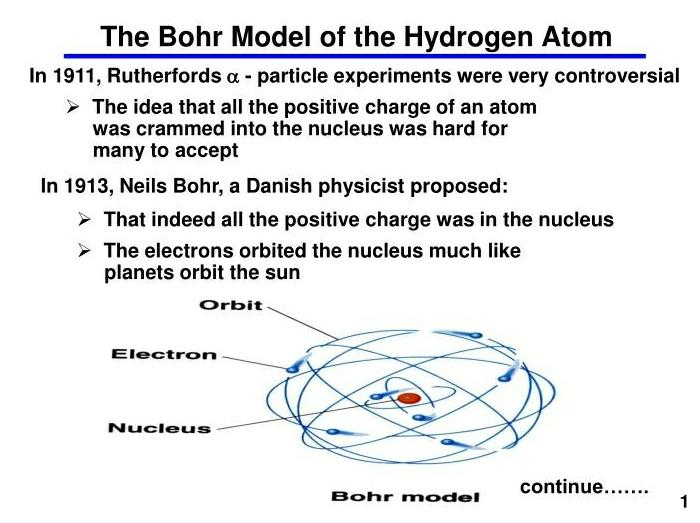 The Bohr Model of the Hydrogen Atom
In 1911, Rutherfords α - particle experiments were very controversial
➢ The idea that all the positive charge of an atom
was crammed into the nucleus was hard for
many to accept
In 1913, Neils Bohr, a Danish physicist proposed:
➢ That indeed all the positive charge was in the nucleus
➢ The electrons orbited the nucleus much like
planets orbit the sun
Orbit
Electron
Nucleus
Bohr model
continue.......
1